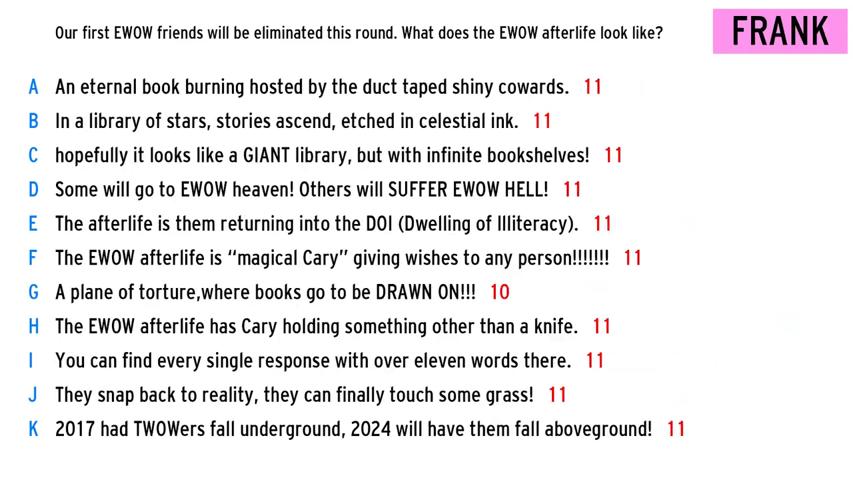 Our first EWOW friends will be eliminated this round. What does the EWOW afterlife look like?
FRANK
A An eternal book burning hosted by the duct taped shiny cowards. 11
B In a library of stars, stories ascend, etched in celestial ink. 11
C hopefully it looks like a GIANT library, but with infinite bookshelves! 11
D Some will go to EWOW heaven! Others will SUFFER EWOW HELL! 11
E The afterlife is them returning into the DOI (Dwelling of Illiteracy). 11
F The EWOW afterlife is “magical Cary” giving wishes to any person!!!!!!! 11
G A plane of torture,where books go to be DRAWN ON!!! 10
H The EWOW afterlife has Cary holding something other than a knife. 11
I You can find every single response with over eleven words there. 11
J They snap back to reality, they can finally touch some grass! 11
K 2017 had TWOWers fall underground, 2024 will have them fall aboveground! 11